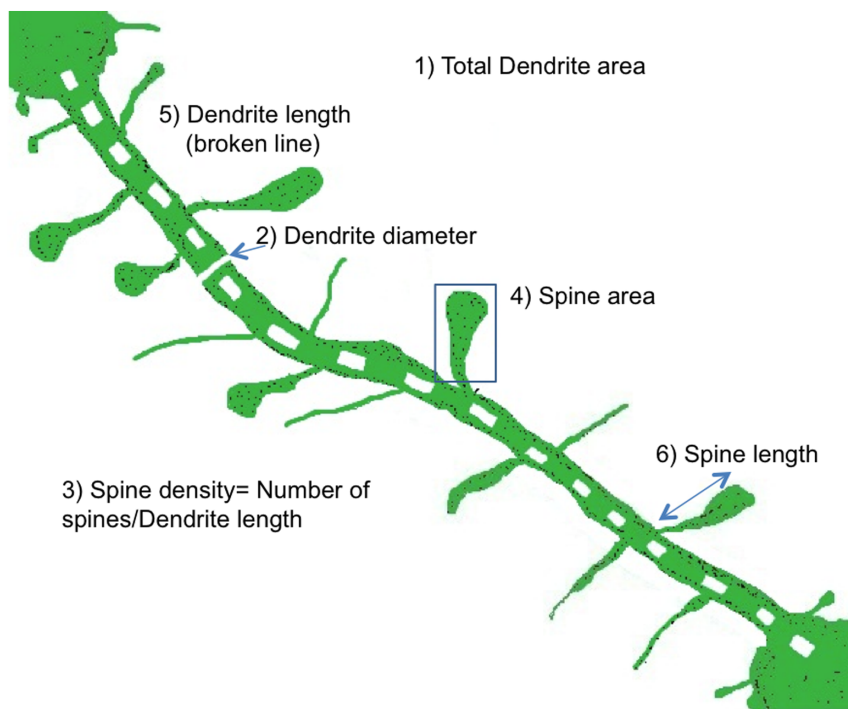 1) Total Dendrite area
5) Dendrite length
(broken line)
2) Dendrite diameter
4) Spine area
6) Spine length
3) Spine density= Number of
spines/Dendrite length